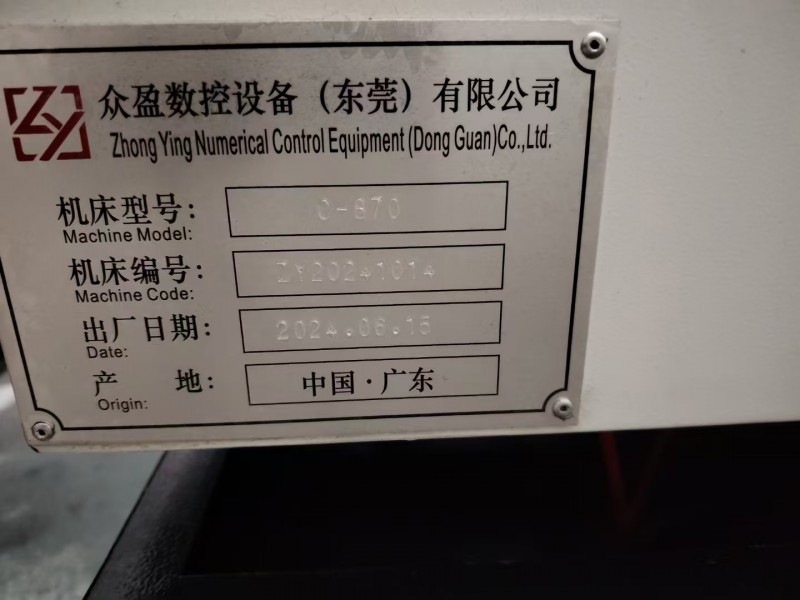 众盈数控设备（东莞）有限公司
Zhong Ying Numerical Control Equipment (Dong Guan)Co.,Ltd.
机床型号：
Machine Model:
机床编号： ZY20241014
Machine Code:
出厂日期： 2024.06.15
Date:
产 地： 中国·广东
Origin: